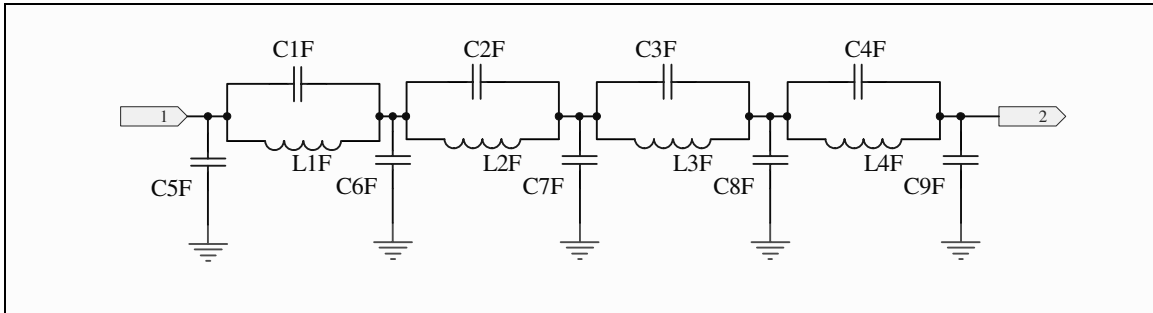 C1F C2F C3F C4F
1 2
L1F L2F L3F L4F
C5F C6F C7F C8F C9F